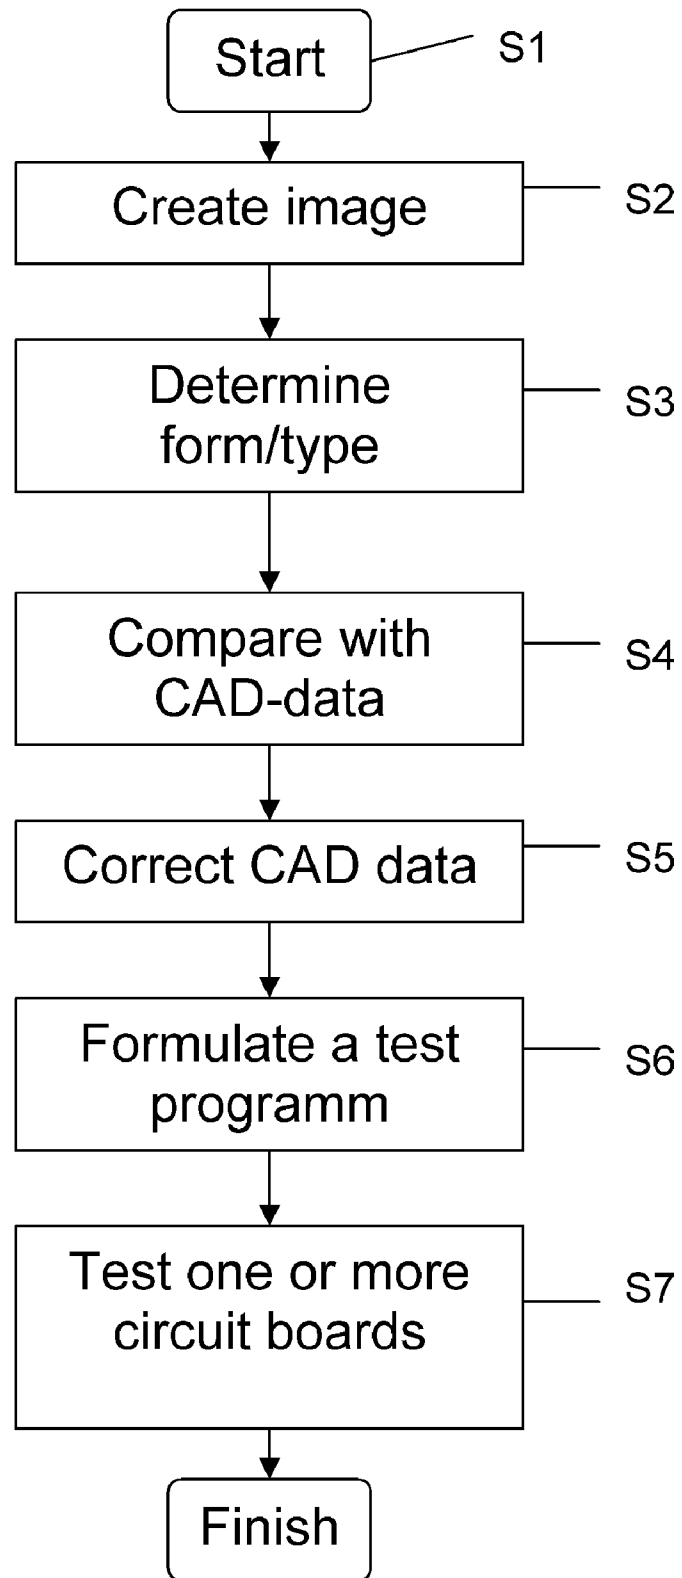 Start
S1
Create image
S2
Determine
form/type
S3
Compare with
CAD-data
S4
Correct CAD data
S5
Formulate a test
programm
S6
Test one or more
circuit boards
S7
Finish